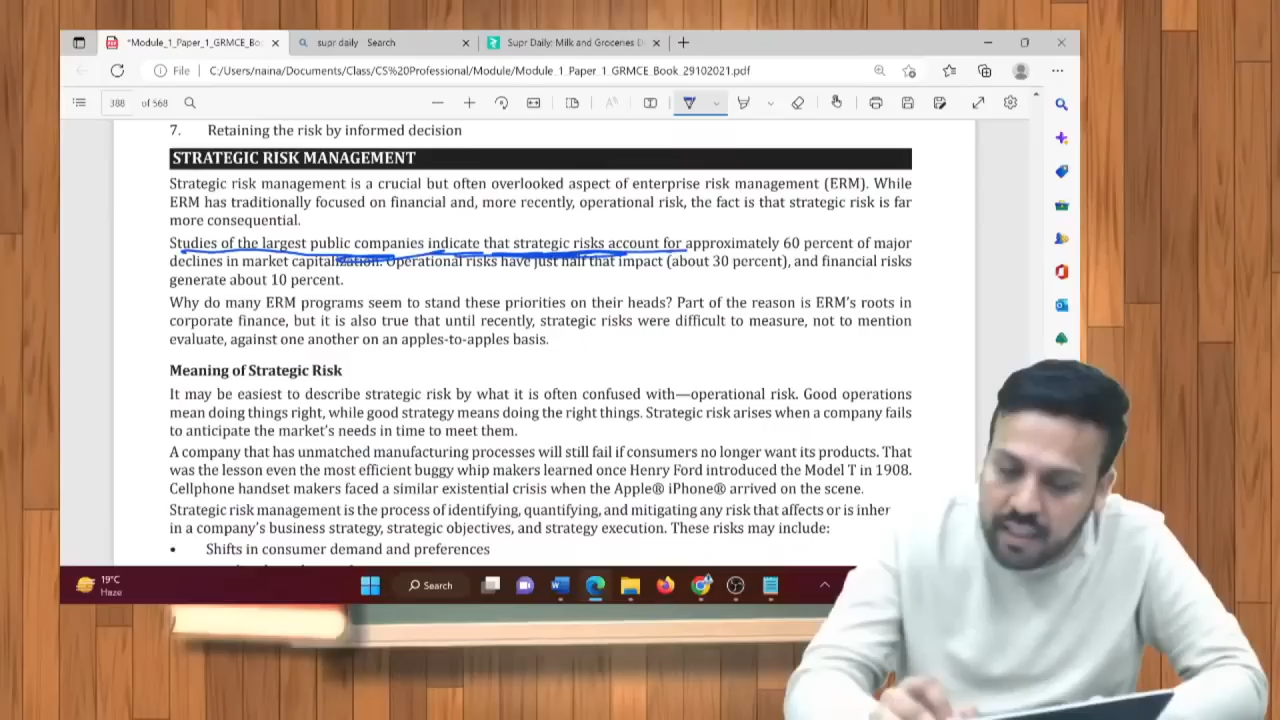 *Module_1_Paper_1_GRMCE_Bo
supr daily Search
Supr Daily: Milk and Groceries D
File C:/Users/naina/Documents/Class/CS%20Professional/Module/Module_1_Paper_1_GRMCE_Book_29102021.pdf
388 of 568
7. Retaining the risk by informed decision
STRATEGIC RISK MANAGEMENT
Strategic risk management is a crucial but often overlooked aspect of enterprise risk management (ERM). While
ERM has traditionally focused on financial and, more recently, operational risk, the fact is that strategic risk is far
more consequential.
Studies of the largest public companies indicate that strategic risks account for approximately 60 percent of major
declines in market capitalization. Operational risks have just half that impact (about 30 percent), and financial risks
generate about 10 percent.
Why do many ERM programs seem to stand these priorities on their heads? Part of the reason is ERM's roots in
corporate finance, but it is also true that until recently, strategic risks were difficult to measure, not to mention
evaluate, against one another on an apples-to-apples basis.
Meaning of Strategic Risk
It may be easiest to describe strategic risk by what it is often confused with—operational risk. Good operations
mean doing things right, while good strategy means doing the right things. Strategic risk arises when a company fails
to anticipate the market's needs in time to meet them.
A company that has unmatched manufacturing processes will still fail if consumers no longer want its products. That
was the lesson even the most efficient buggy whip makers learned once Henry Ford introduced the Model T in 1908.
Cellphone handset makers faced a similar existential crisis when the Apple® iPhone® arrived on the scene.
Strategic risk management is the process of identifying, quantifying, and mitigating any risk that affects or is inher
in a company's business strategy, strategic objectives, and strategy execution. These risks may include:
• Shifts in consumer demand and preferences
19°C
Haze
Search